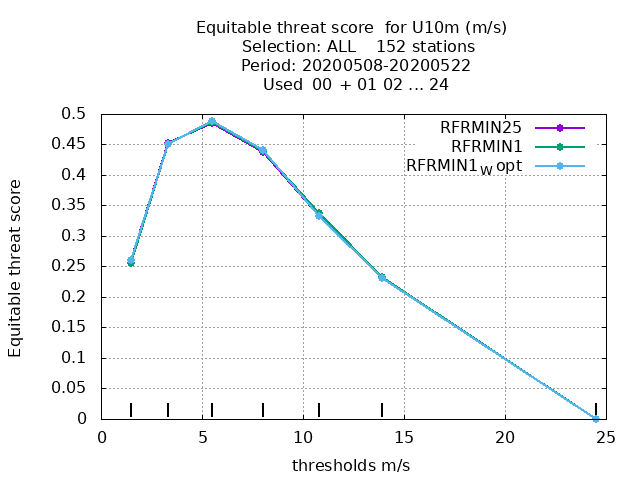 Equitable threat score for U10m (m/s)
Selection: ALL 152 stations
Period: 20200508-20200522
Used 00 + 01 02 ... 24
RFRMIN25
RFRMIN1
RFRMIN1W opt
Equitable threat score
0.5
0.45
0.4
0.35
0.3
0.25
0.2
0.15
0.1
0.05
0
0 5 10 15 20 25
thresholds m/s